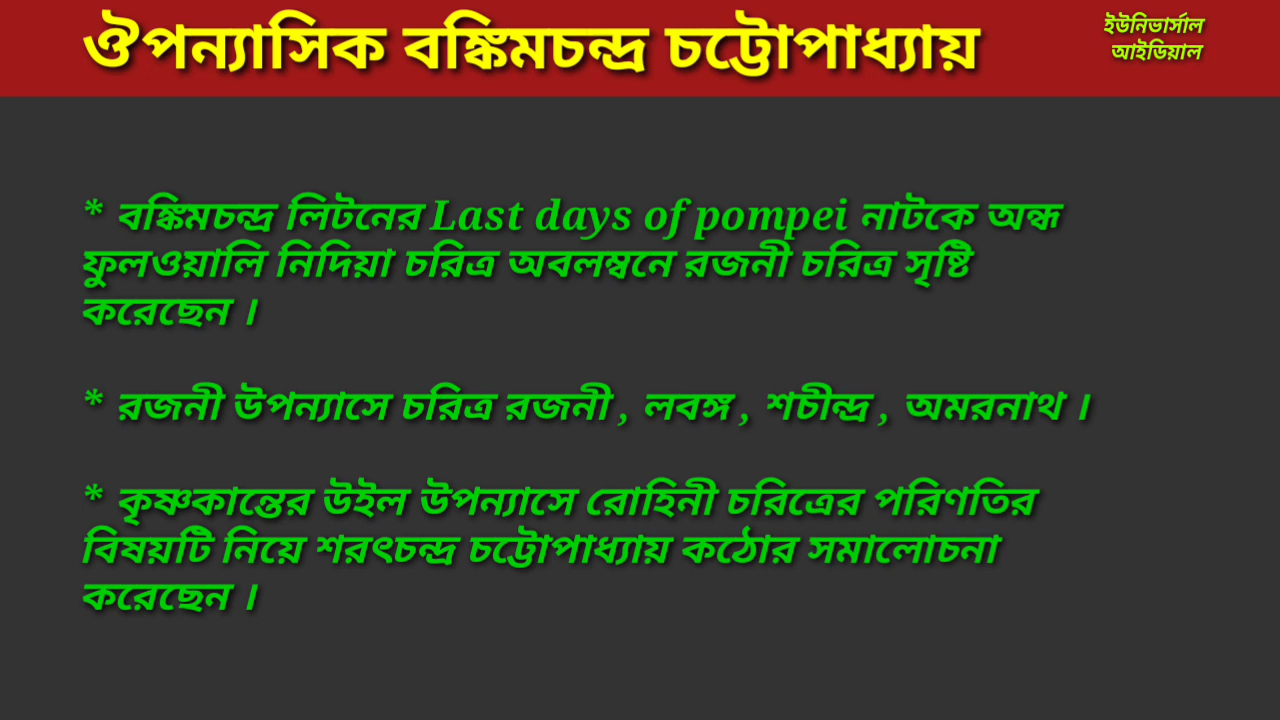 ঔপন্যাসিক বঙ্কিমচন্দ্র চট্টোপাধ্যায়
ইউনিভার্সাল
আইডিয়াল
* বঙ্কিমচন্দ্র লিটনের Last days of pompei নাটকে অন্ধ
ফুলওয়ালি নিদিয়া চরিত্র অবলম্বনে রজনী চরিত্র সৃষ্টি
করেছেন ।
* রজনী উপন্যাসে চরিত্র রজনী , লবঙ্গ , শচীন্দ্র , অমরনাথ ।
* কৃষ্ণকান্তের উইল উপন্যাসে রোহিনী চরিত্রের পরিণতির
বিষয়টি নিয়ে শরৎচন্দ্র চট্টোপাধ্যায় কঠোর সমালোচনা
করেছেন ।